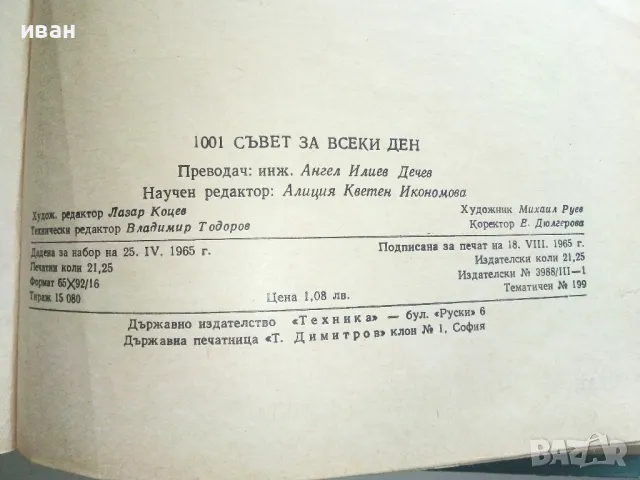 иван
1001 СЪВЕТ ЗА ВСЕКИ ДЕН
Преводач: инж. Ангел Илиев Дечев
Научен редактор: Алиция Кветен Икономова
Худож. редактор Лазар Коцев
Технически редактор Владимир Тодоров
Художник Михаил Руев
Коректор Е. Дюлгерова
Дадена за набор на 25. IV. 1965 г.
Печатни коли 21,25
Формат 65×92/16
Тираж 15 080
Цена 1,08 лв.
Подписана за печат на 18. VIII. 1965 г.
Издателски коли 21,25
Издателски № 3988/III—1
Тематичен № 199
Държавно издателство «Техника» — бул. «Руски» 6
Държавна печатница «Т. Димитров» клон № 1, София
BAZAR